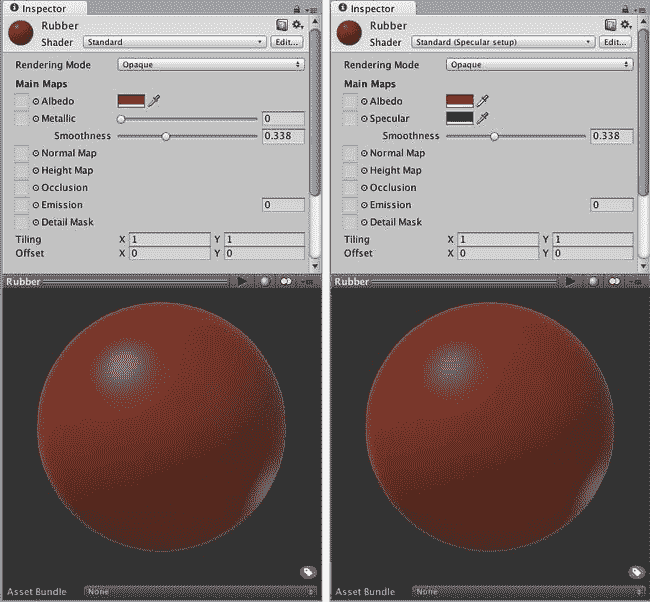 Inspector
Rubber
Shader Standard Edit...
Rendering Mode Opaque
Main Maps
Albedo
Metallic 0
Smoothness 0.338
Normal Map
Height Map
Occlusion
Emission 0
Detail Mask
Tiling X 1 Y 1
Offset X 0 Y 0
Rubber
Asset Bundle None
Inspector
Rubber
Shader Standard (Specular setup) Edit...
Rendering Mode Opaque
Main Maps
Albedo
Specular
Smoothness 0.338
Normal Map
Height Map
Occlusion
Emission 0
Detail Mask
Tiling X 1 Y 1
Offset X 0 Y 0
Rubber
Asset Bundle None